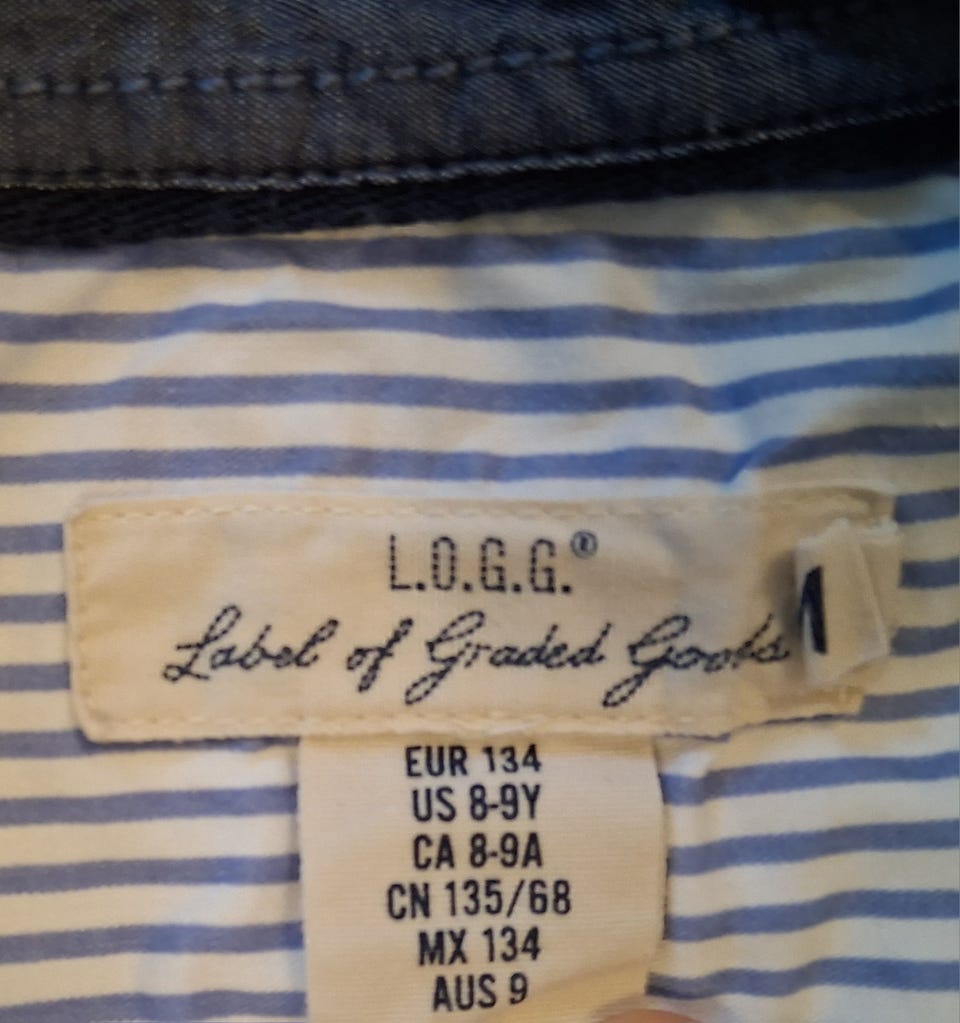 L.O.G.G.®
Label of Graded Goods
EUR 134
US 8-9Y
CA 8-9A
CN 135/68
MX 134
AUS 9